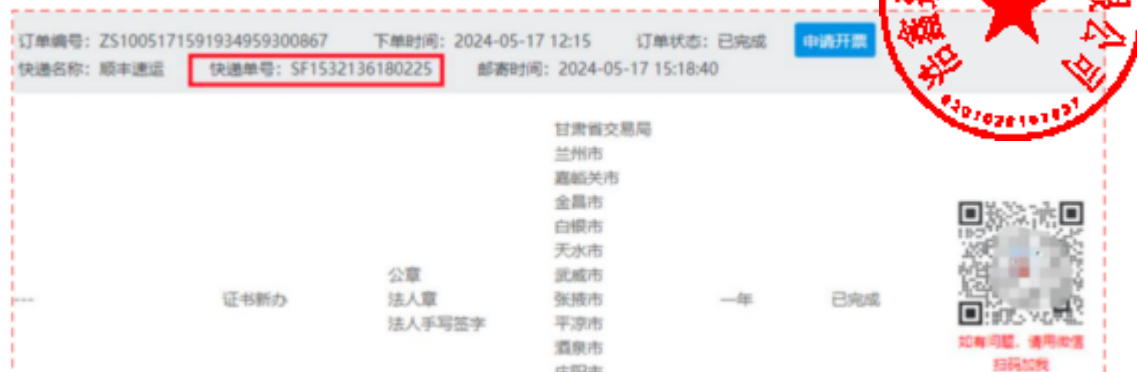 订单编号：ZS1005171591934959300867 下单时间：2024-05-17 12:15 订单状态：已完成 申请开票
快递名称：顺丰速运 快递单号：SF1532136180225 邮寄时间：2024-05-17 15:18:40
公司
甘肃省交易局
兰州市
嘉峪关市
金昌市
白银市
天水市
公章 武威市
--- 证书新办 法人章 张掖市 一年 已完成
法人手写签字 平凉市
酒泉市
庆阳市
如有问题，请用微信
扫码加我